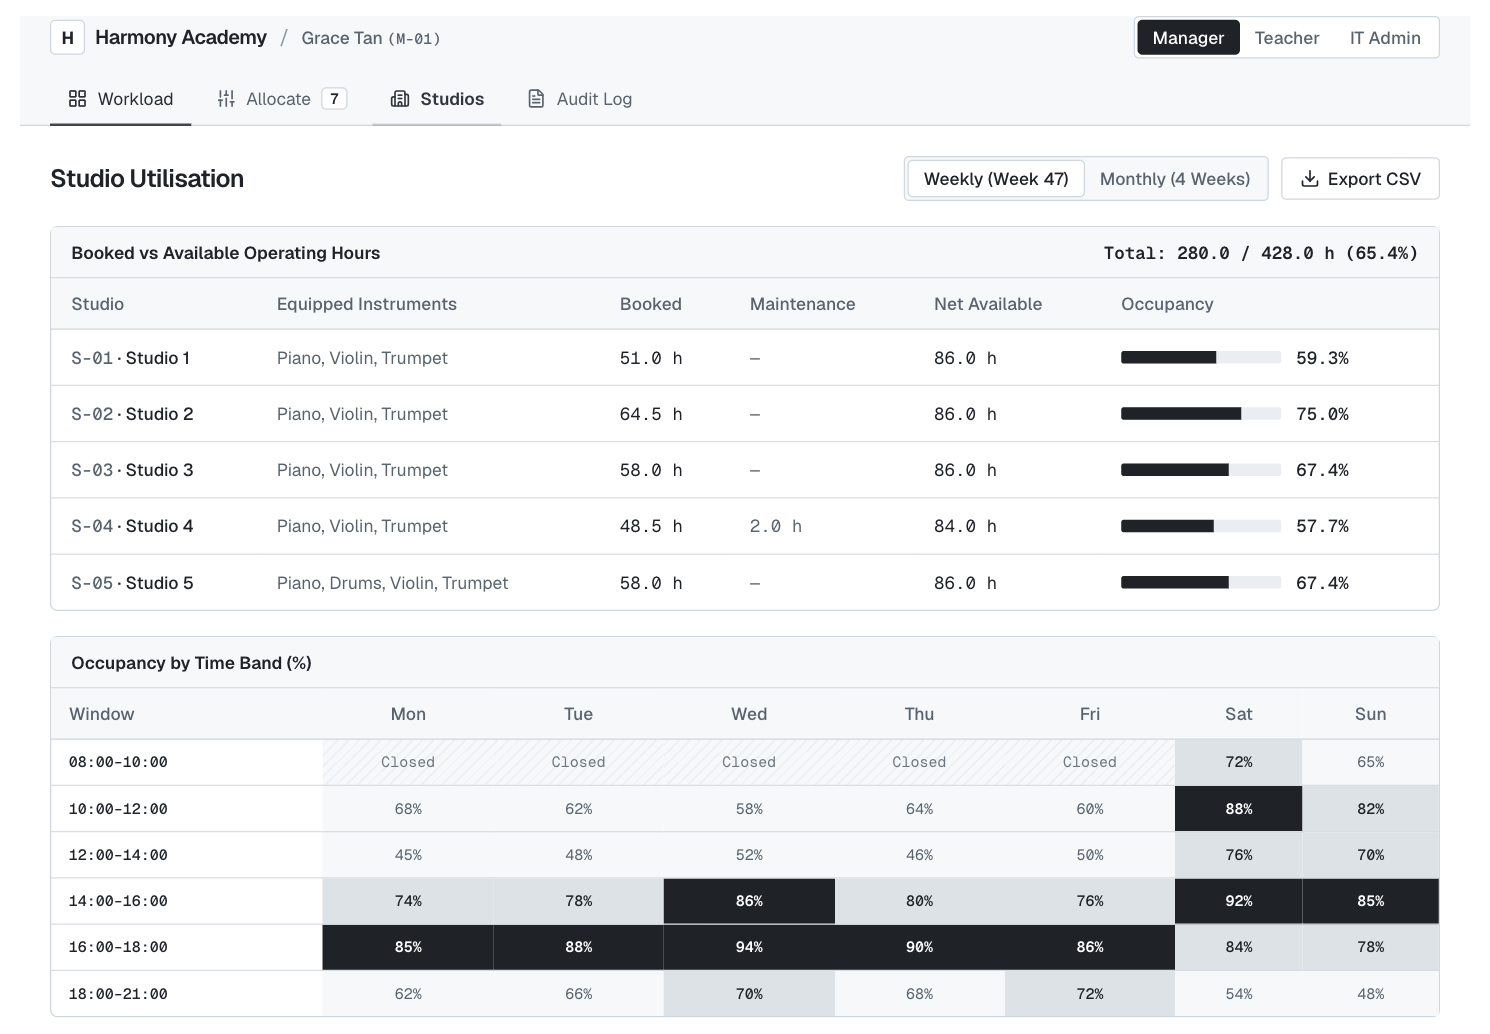 H Harmony Academy / Grace Tan (M-01) Manager Teacher IT Admin
Workload Allocate 7 Studios Audit Log
Studio Utilisation Weekly (Week 47) Monthly (4 Weeks) Export CSV
Booked vs Available Operating Hours Total: 280.0 / 428.0 h (65.4%)
Studio Equipped Instruments Booked Maintenance Net Available Occupancy
S-01 · Studio 1 Piano, Violin, Trumpet 51.0 h — 86.0 h 59.3%
S-02 · Studio 2 Piano, Violin, Trumpet 64.5 h — 86.0 h 75.0%
S-03 · Studio 3 Piano, Violin, Trumpet 58.0 h — 86.0 h 67.4%
S-04 · Studio 4 Piano, Violin, Trumpet 48.5 h 2.0 h 84.0 h 57.7%
S-05 · Studio 5 Piano, Drums, Violin, Trumpet 58.0 h — 86.0 h 67.4%
Occupancy by Time Band (%)
Window Mon Tue Wed Thu Fri Sat Sun
08:00–10:00 Closed Closed Closed Closed Closed 72% 65%
10:00–12:00 68% 62% 58% 64% 60% 88% 82%
12:00–14:00 45% 48% 52% 46% 50% 76% 70%
14:00–16:00 74% 78% 86% 80% 76% 92% 85%
16:00–18:00 85% 88% 94% 90% 86% 84% 78%
18:00–21:00 62% 66% 70% 68% 72% 54% 48%